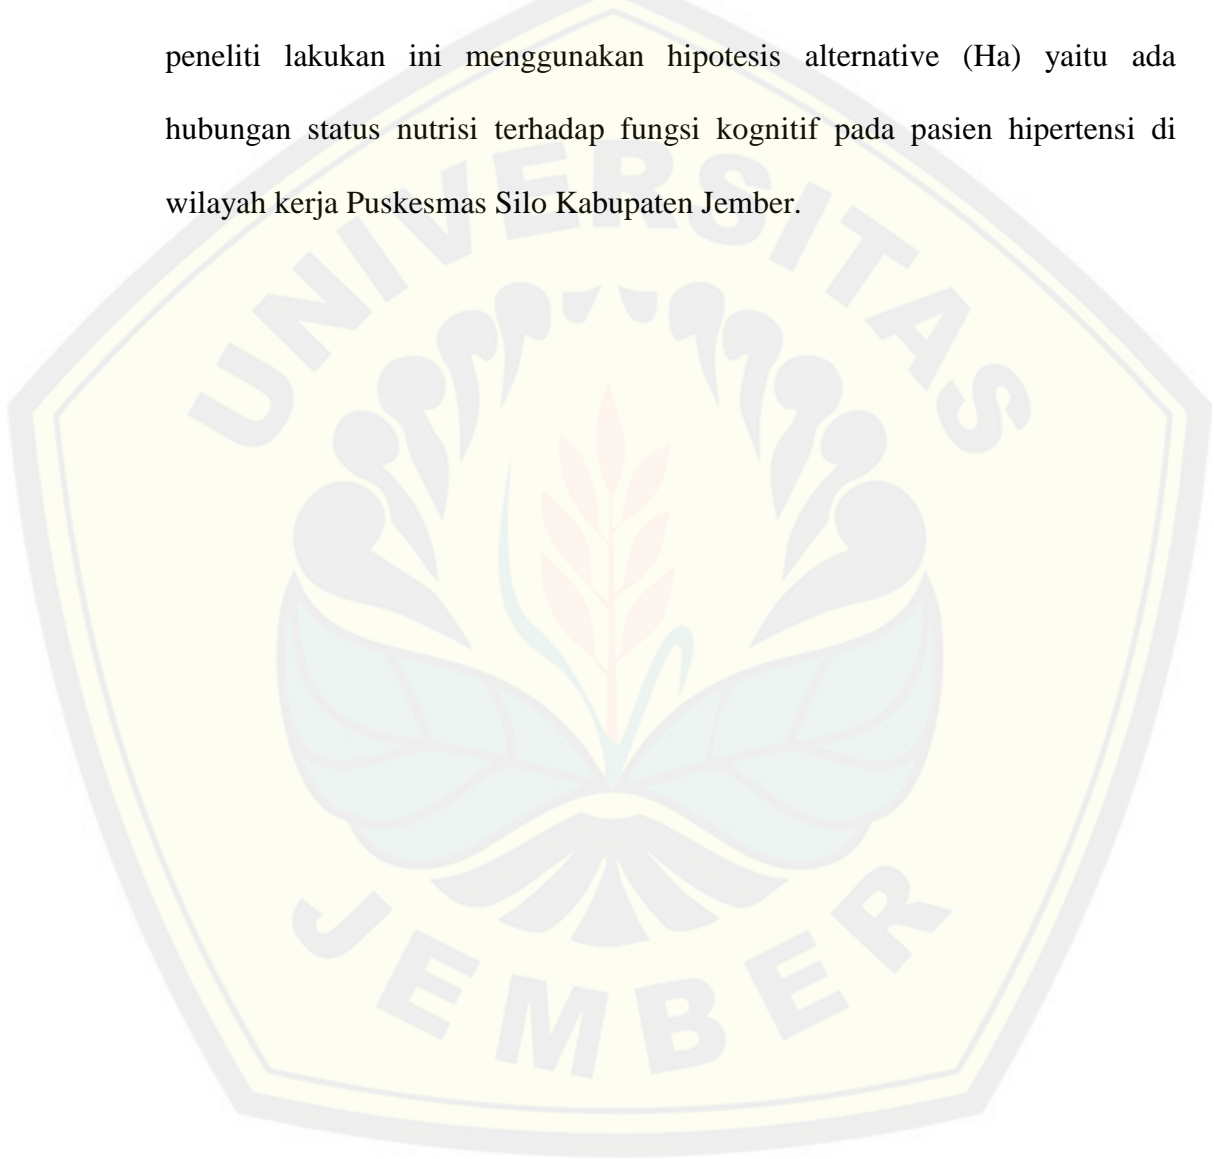 peneliti lakukan ini menggunakan hipotesis alternative (Ha) yaitu ada
hubungan status nutrisi terhadap fungsi kognitif pada pasien hipertensi di
wilayah kerja Puskesmas Silo Kabupaten Jember.
UNIVERSITAS
JEMBER